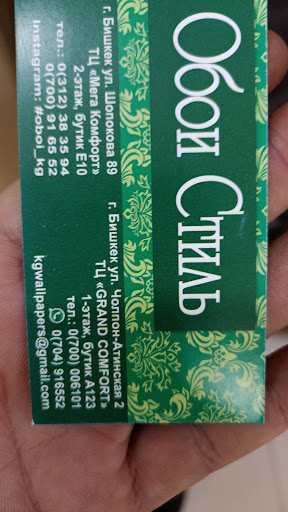 Обои Стиль
г. Бишкек ул. Шопокова 89
ТЦ «Мега Комфорт»
2-этаж, бутик Е10
тел.: 0(312) 38 35 94
0(700) 91 65 52
Instagram: #oboi_kg
г. Бишкек ул. Чолпон-Атинская 2
ТЦ «GRAND COMFORT»
1-этаж, бутик А123
тел.: 0(700) 006101
0(704) 916552
kgwallpapers@gmail.com